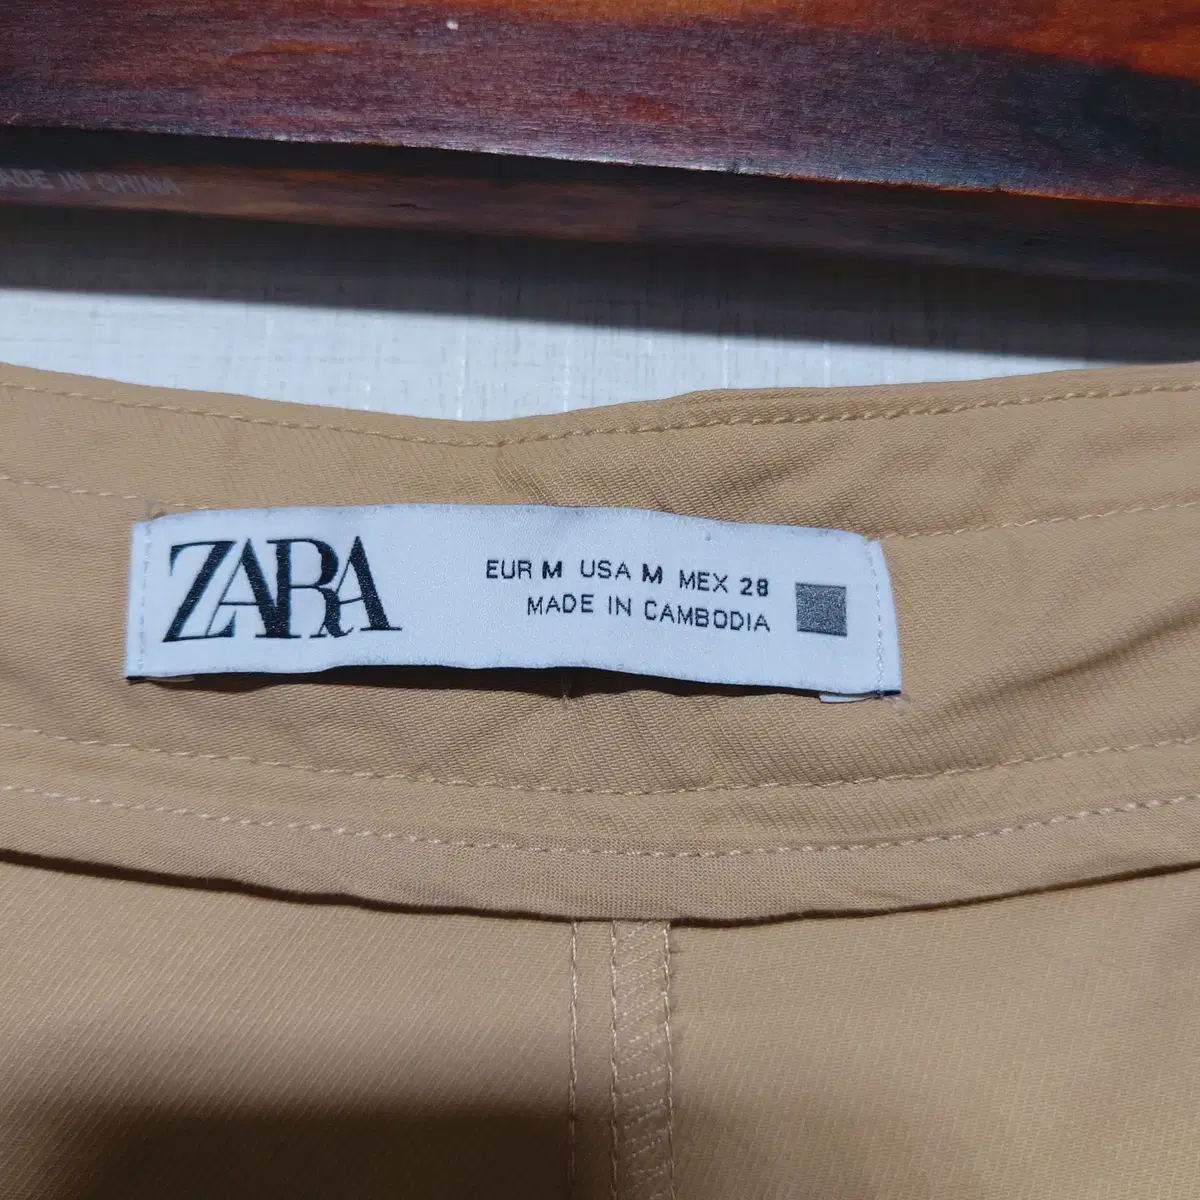 MADE IN CHINA
ZARA
EUR M USA M MEX 28
MADE IN CAMBODIA